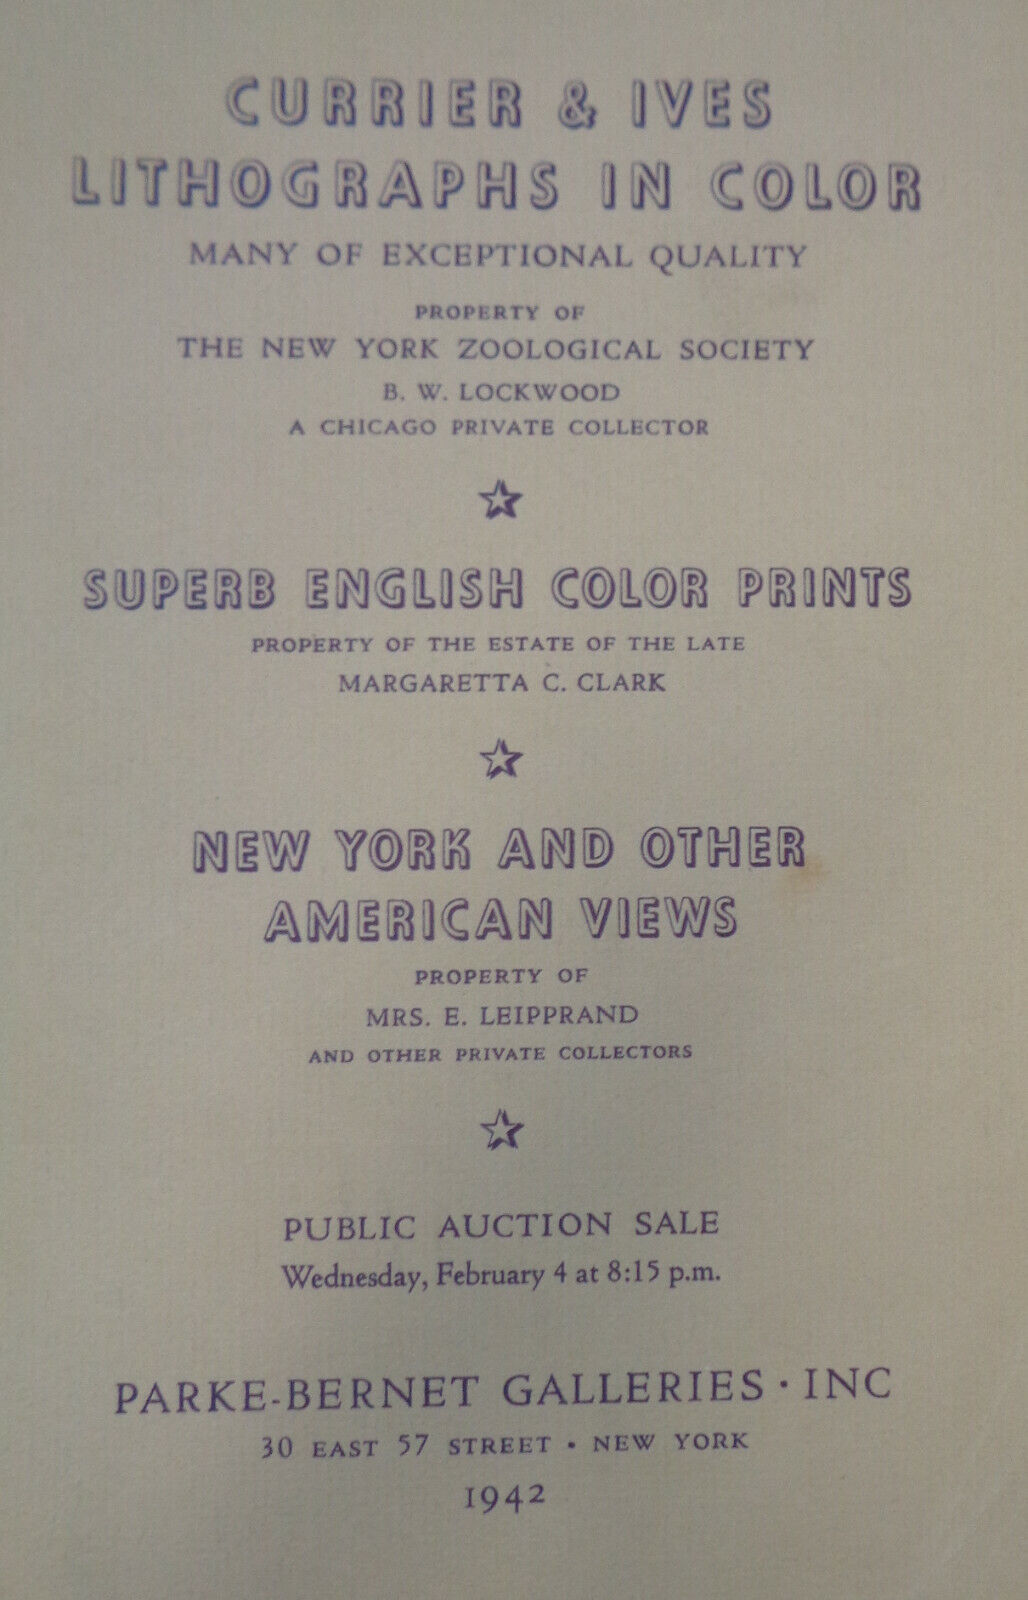 CURRIER & IVES
LITHOGRAPHS IN COLOR
MANY OF EXCEPTIONAL QUALITY
PROPERTY OF
THE NEW YORK ZOOLOGICAL SOCIETY
B. W. LOCKWOOD
A CHICAGO PRIVATE COLLECTOR
SUPERB ENGLISH COLOR PRINTS
PROPERTY OF THE ESTATE OF THE LATE
MARGARETTA C. CLARK
NEW YORK AND OTHER
AMERICAN VIEWS
PROPERTY OF
MRS. E. LEIPPRAND
AND OTHER PRIVATE COLLECTORS
PUBLIC AUCTION SALE
Wednesday, February 4 at 8:15 p.m.
PARKE-BERNET GALLERIES · INC
30 EAST 57 STREET · NEW YORK
1942